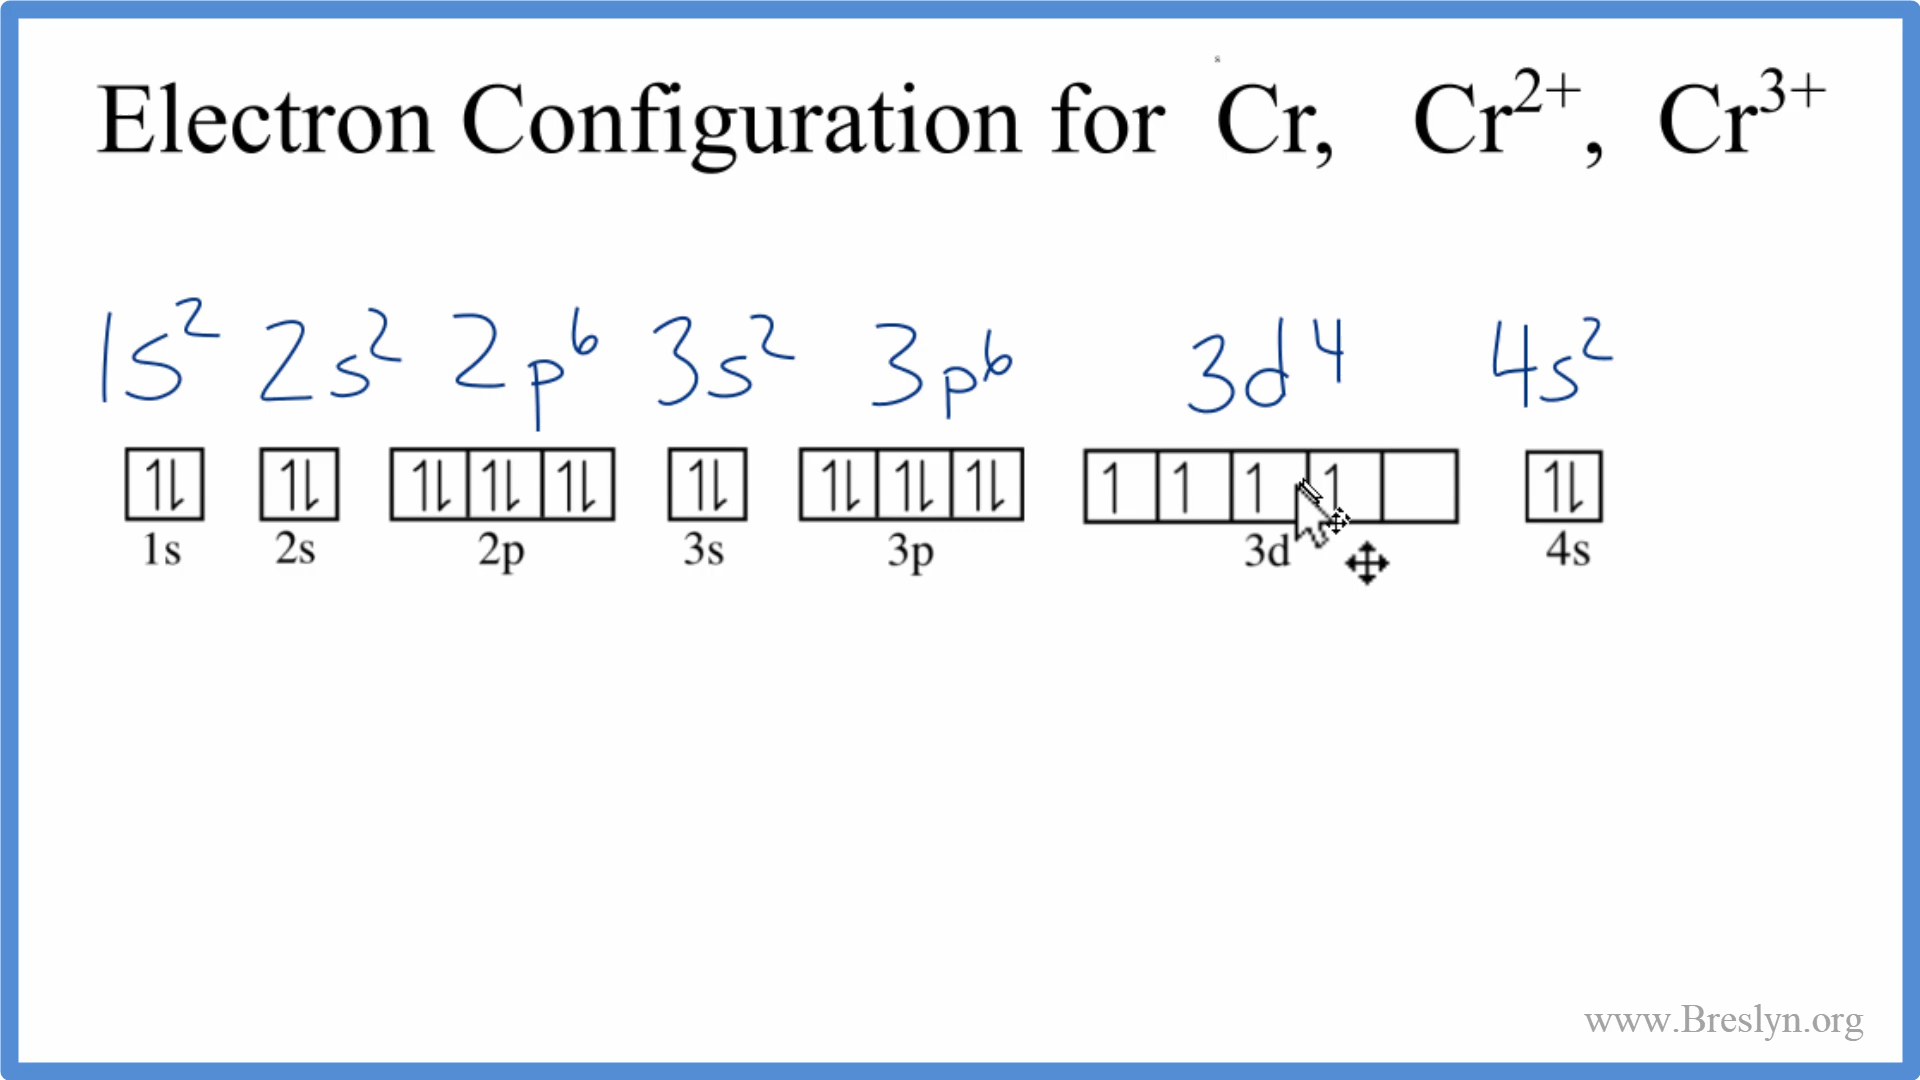 s
Electron Configuration for Cr, Cr²⁺, Cr³⁺
1s² 2s² 2p⁶ 3s² 3p⁶ 3d⁴ 4s²
1s 2s 2p 3s 3p 3d 4s
www.Breslyn.org